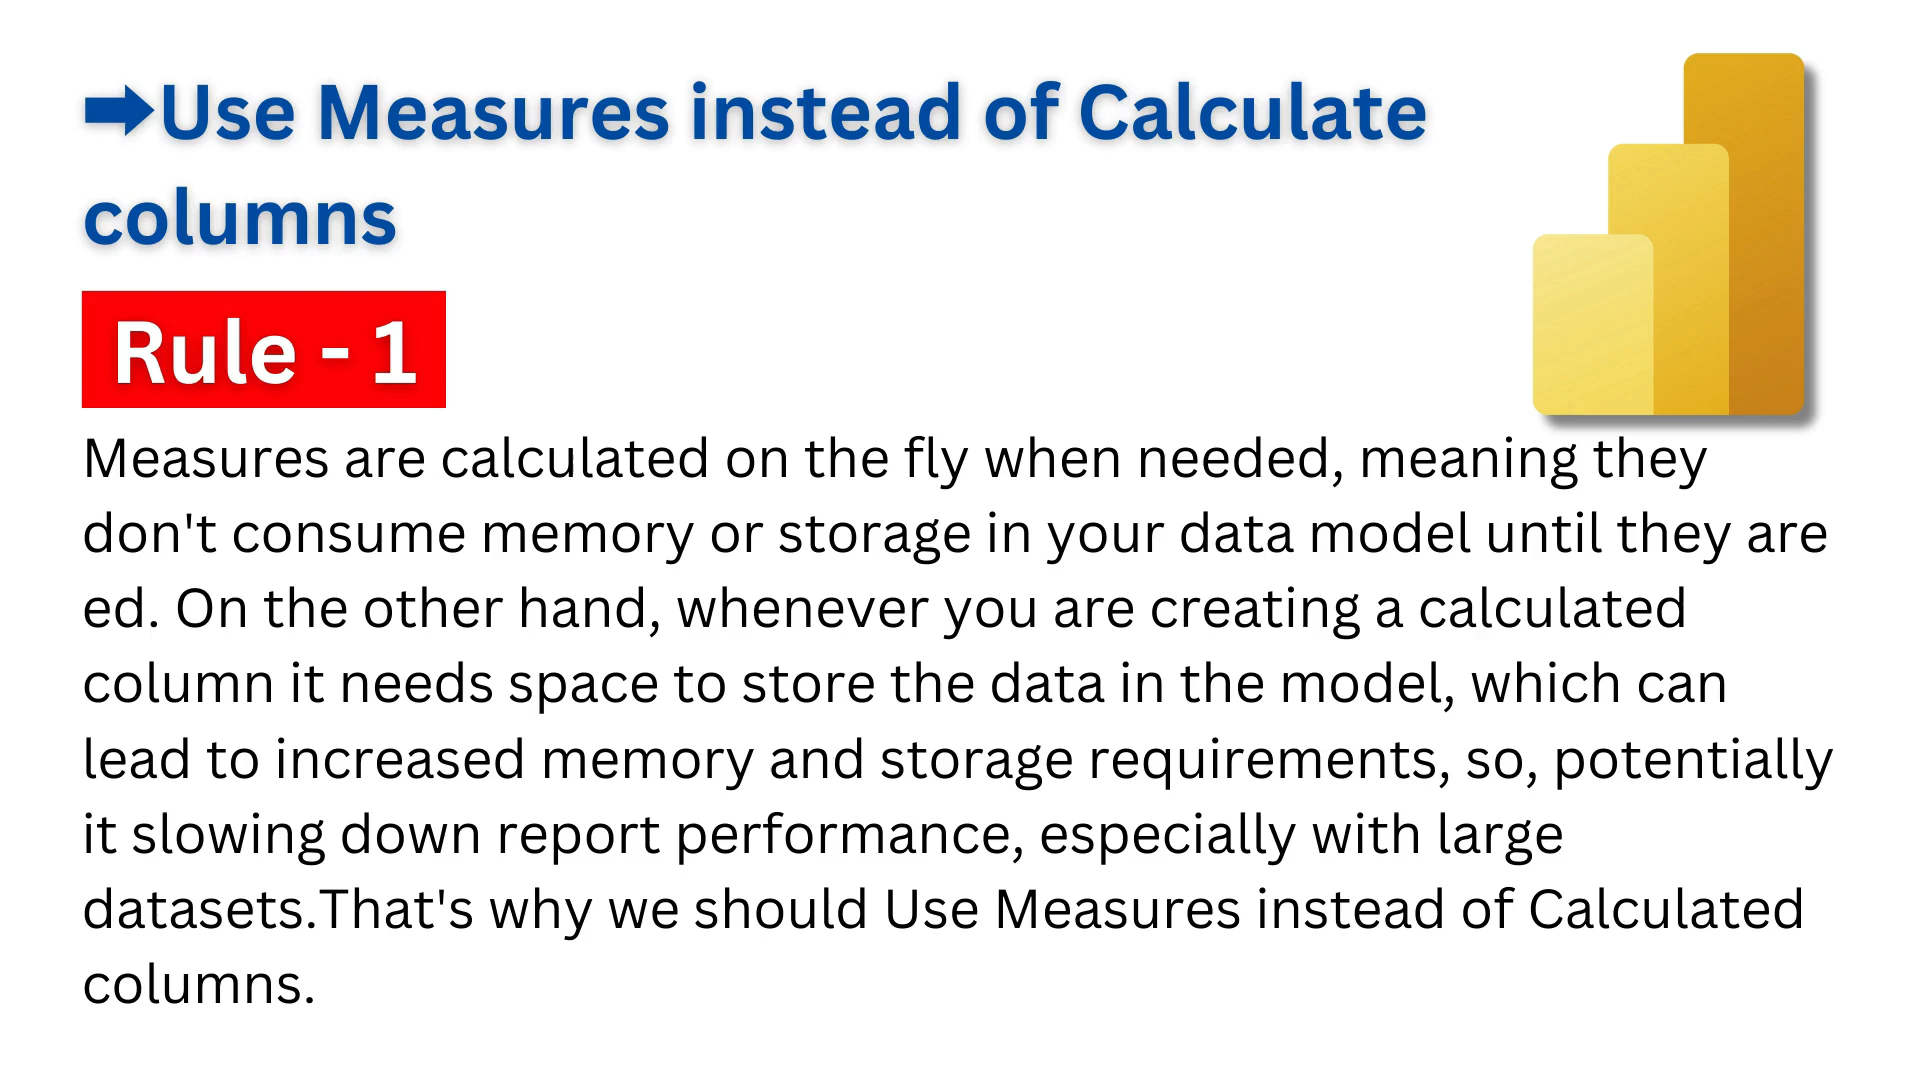 ➡Use Measures instead of Calculate
columns
Rule - 1
Measures are calculated on the fly when needed, meaning they
don't consume memory or storage in your data model until they are
ed. On the other hand, whenever you are creating a calculated
column it needs space to store the data in the model, which can
lead to increased memory and storage requirements, so, potentially
it slowing down report performance, especially with large
datasets.That's why we should Use Measures instead of Calculated
columns.